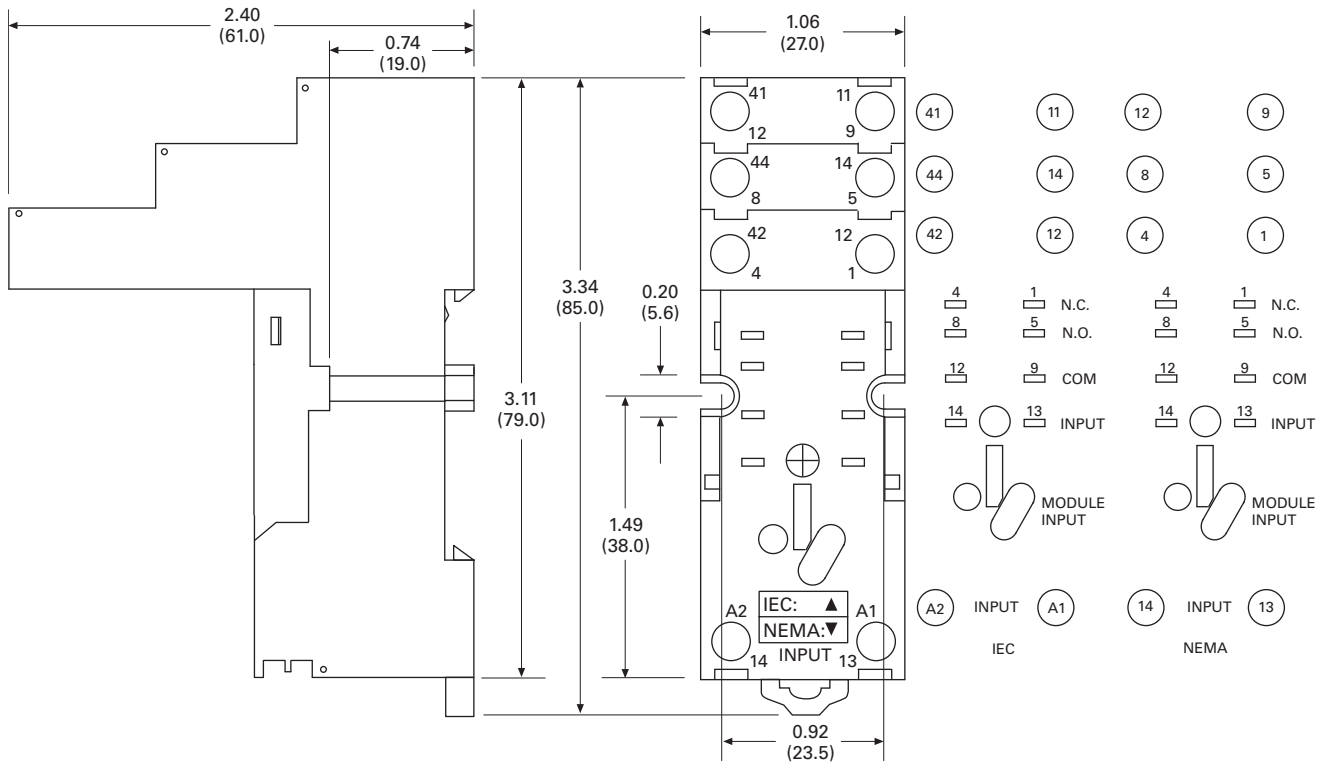 2.40
(61.0)
0.74
(19.0)
1.06
(27.0)
3.11
(79.0)
3.34
(85.0)
0.20
(5.6)
1.49
(38.0)
0.92
(23.5)
41 11
12 9
44 14
8 5
42 12
4 1
IEC: ▲
NEMA:▼
INPUT
A2 A1
14 13
41 11
44 14
42 12
4 1 N.C.
8 5 N.O.
12 9 COM
14 13 INPUT
MODULE
INPUT
A2 INPUT A1
IEC
12 9
8 5
4 1
4 1 N.C.
8 5 N.O.
12 9 COM
14 13 INPUT
MODULE
INPUT
14 INPUT 13
NEMA